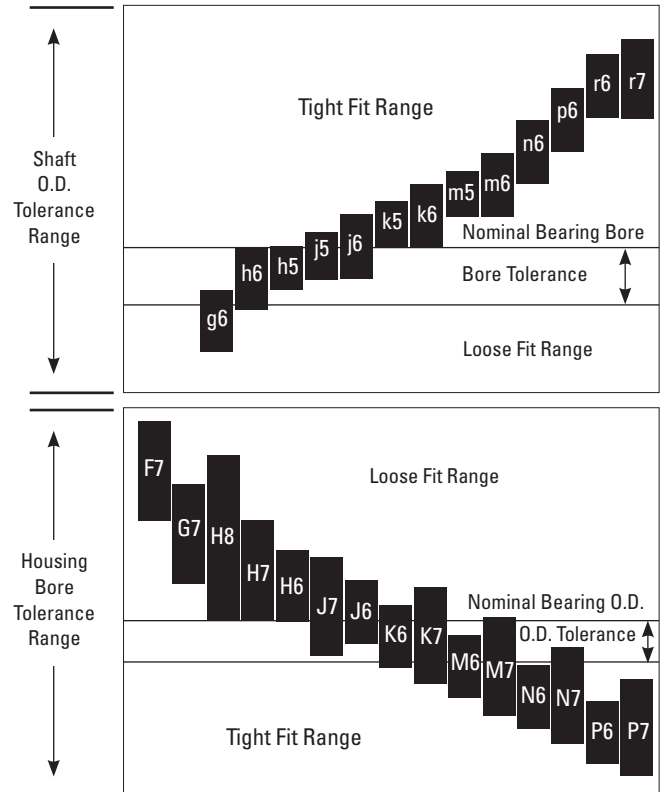 Tight Fit Range
Shaft
O.D.
Tolerance
Range
g6
h6
h5
j5
j6
k5
k6
m5
m6
n6
p6
r6
r7
Nominal Bearing Bore
Bore Tolerance
Loose Fit Range
Housing
Bore
Tolerance
Range
Loose Fit Range
F7
G7
H8
H7
H6
J7
J6
K6
K7
M6
M7
N6
N7
P6
P7
Nominal Bearing O.D.
O.D. Tolerance
Tight Fit Range